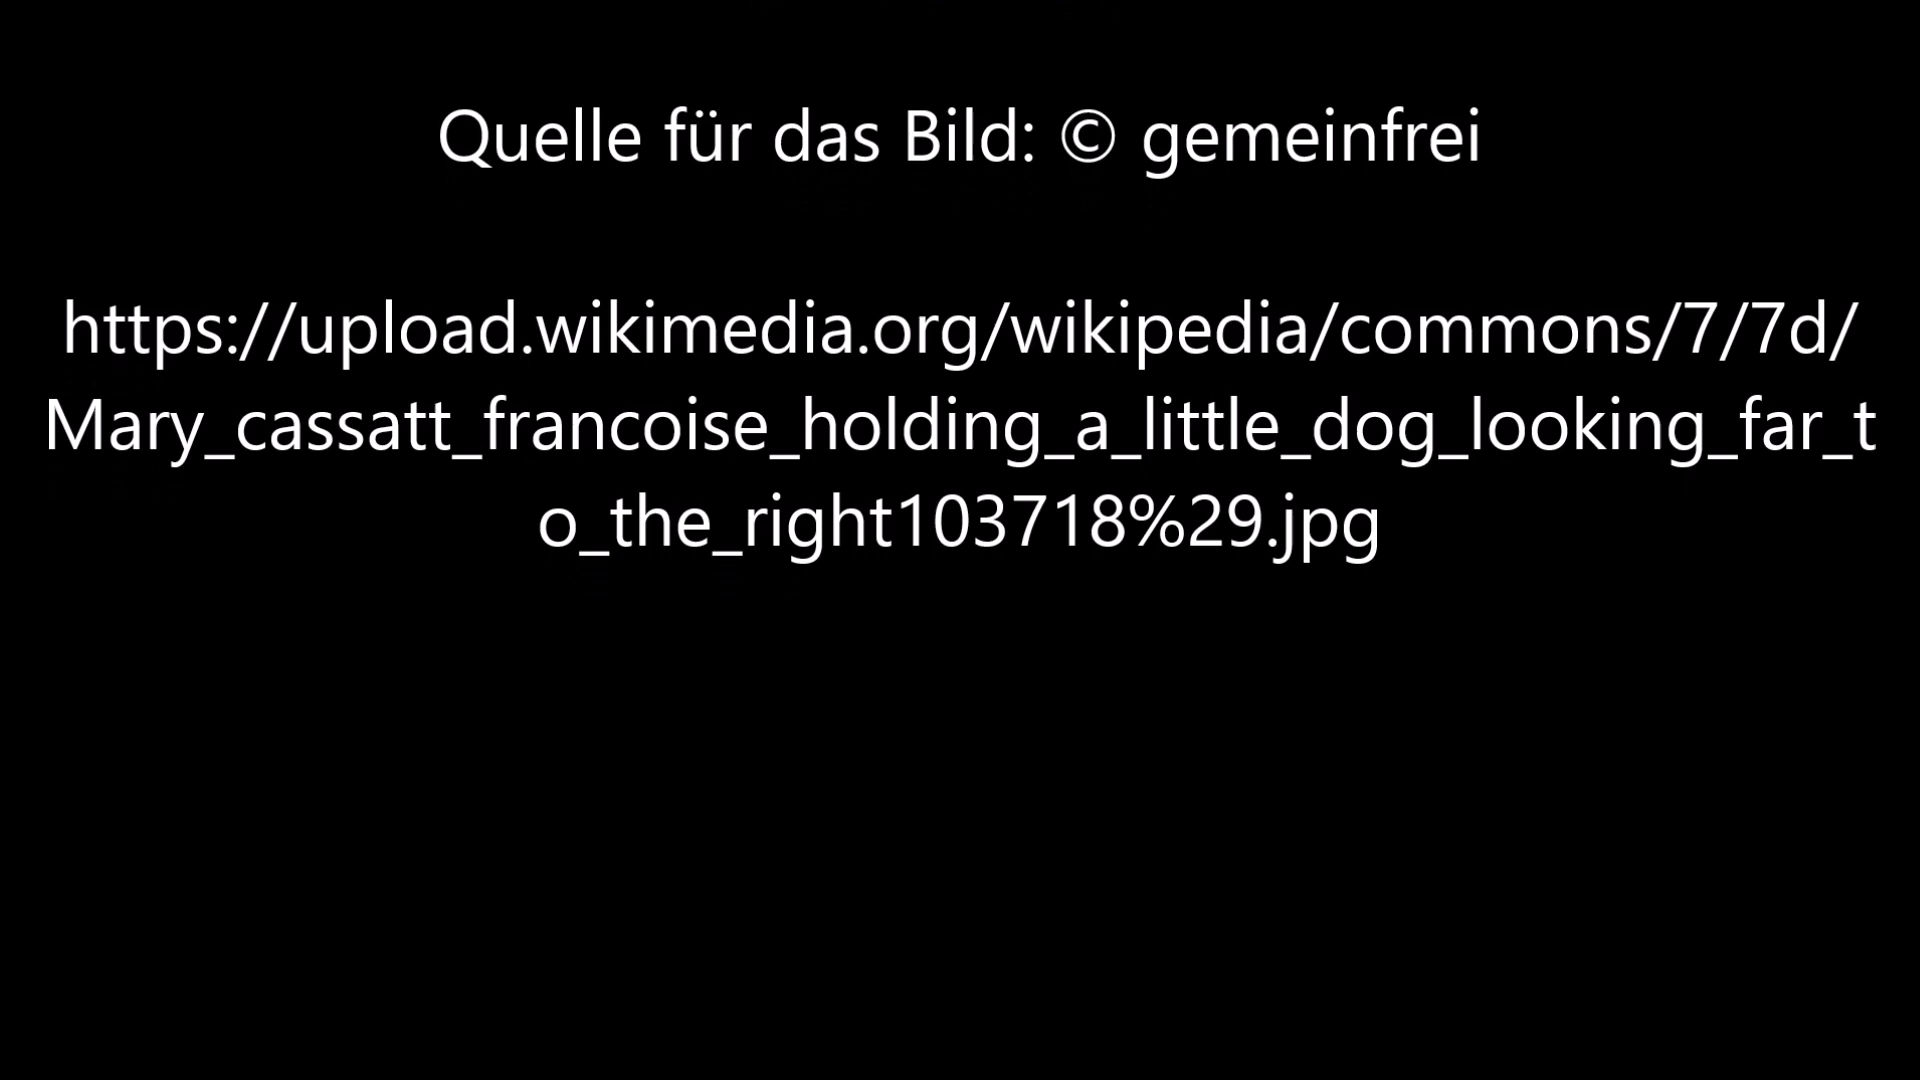 Quelle für das Bild: © gemeinfrei
https://upload.wikimedia.org/wikipedia/commons/7/7d/
Mary_cassatt_francoise_holding_a_little_dog_looking_far_t
o_the_right103718%29.jpg